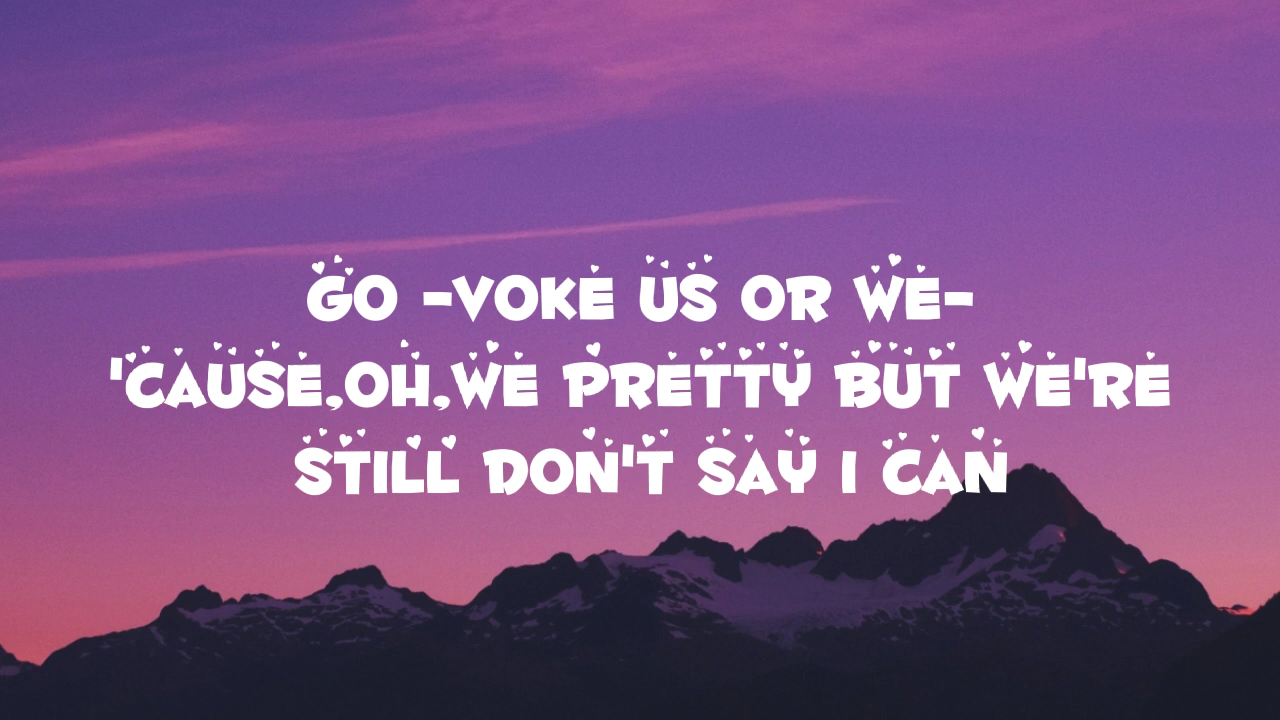 GO -VOKE US OR WE-
'CAUSE,OH,WE PRETTY BUT WE'RE
STILL DON'T SAY I CAN